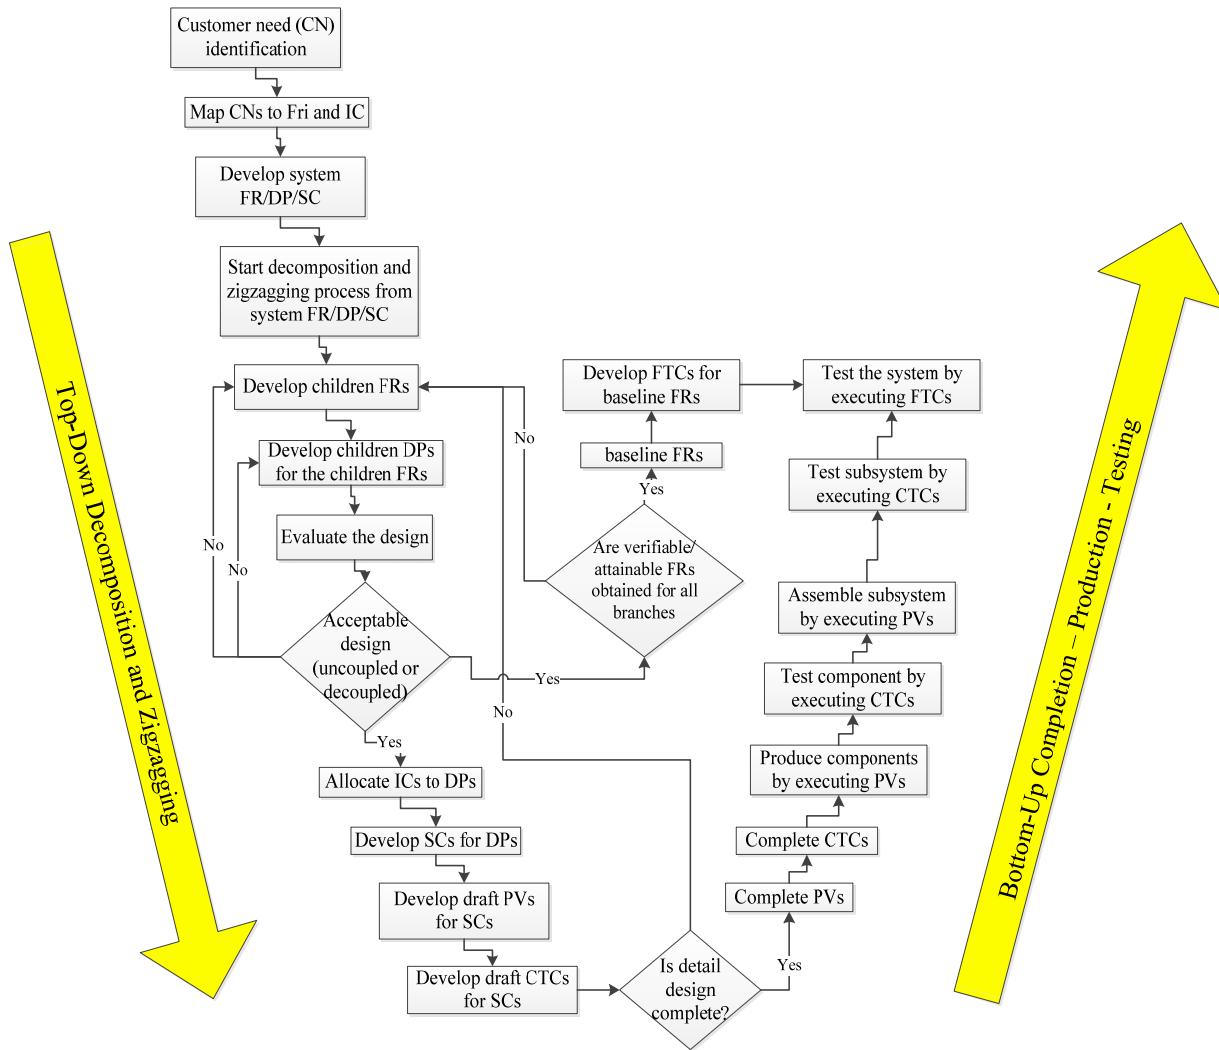 Customer need (CN)
identification
Map CNs to Fri and IC
Develop system
FR/DP/SC
Start decomposition and
zigzagging process from
system FR/DP/SC
Develop children FRs
Develop children DPs
for the children FRs
Evaluate the design
No
No
Acceptable
design
(uncoupled or
decoupled)
Yes
Yes
Allocate ICs to DPs
Develop SCs for DPs
Develop draft PVs
for SCs
Develop draft CTCs
for SCs
Is detail
design
complete?
No
Yes
Are verifiable/
attainable FRs
obtained for all
branches
No
Yes
baseline FRs
Develop FTCs for
baseline FRs
Test the system by
executing FTCs
Test subsystem by
executing CTCs
Assemble subsystem
by executing PVs
Test component by
executing CTCs
Produce components
by executing PVs
Complete CTCs
Complete PVs
Top-Down Decomposition and Zigzagging
Bottom-Up Completion – Production - Testing